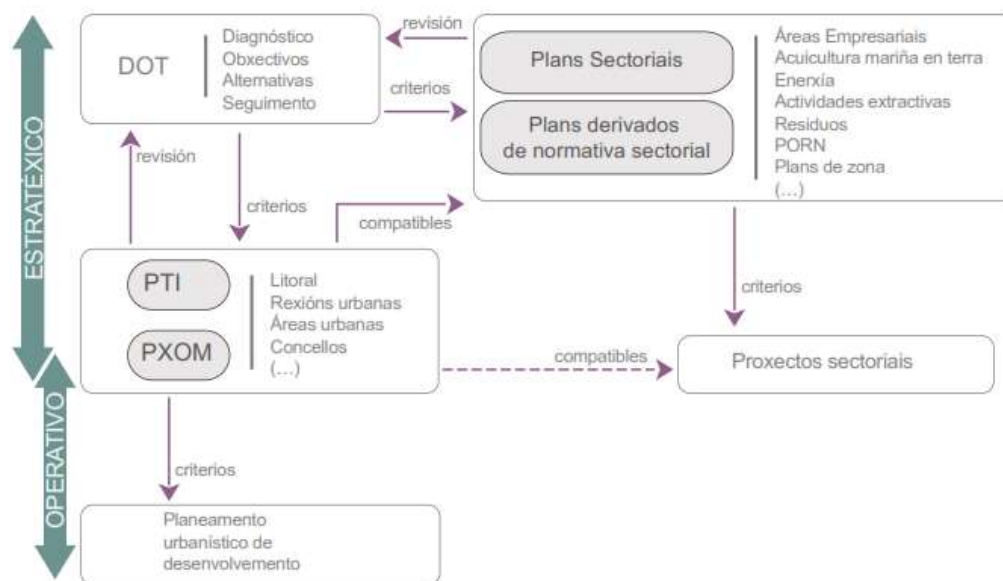 ESTRATÉXICO
OPERATIVO
DOT
Diagnóstico
Obxectivos
Alternativas
Seguimento
revisión
criterios
Plans Sectoriais
Plans derivados
de normativa sectorial
Áreas Empresariais
Acuicultura mariña en terra
Enerxía
Actividades extractivas
Residuos
PORN
Plans de zona
(…)
revisión
criterios
compatibles
PTI
PXOM
Litoral
Rexións urbanas
Áreas urbanas
Concellos
(…)
criterios
compatibles
Proxectos sectoriais
criterios
Planeamento
urbanístico de
desenvolvemento